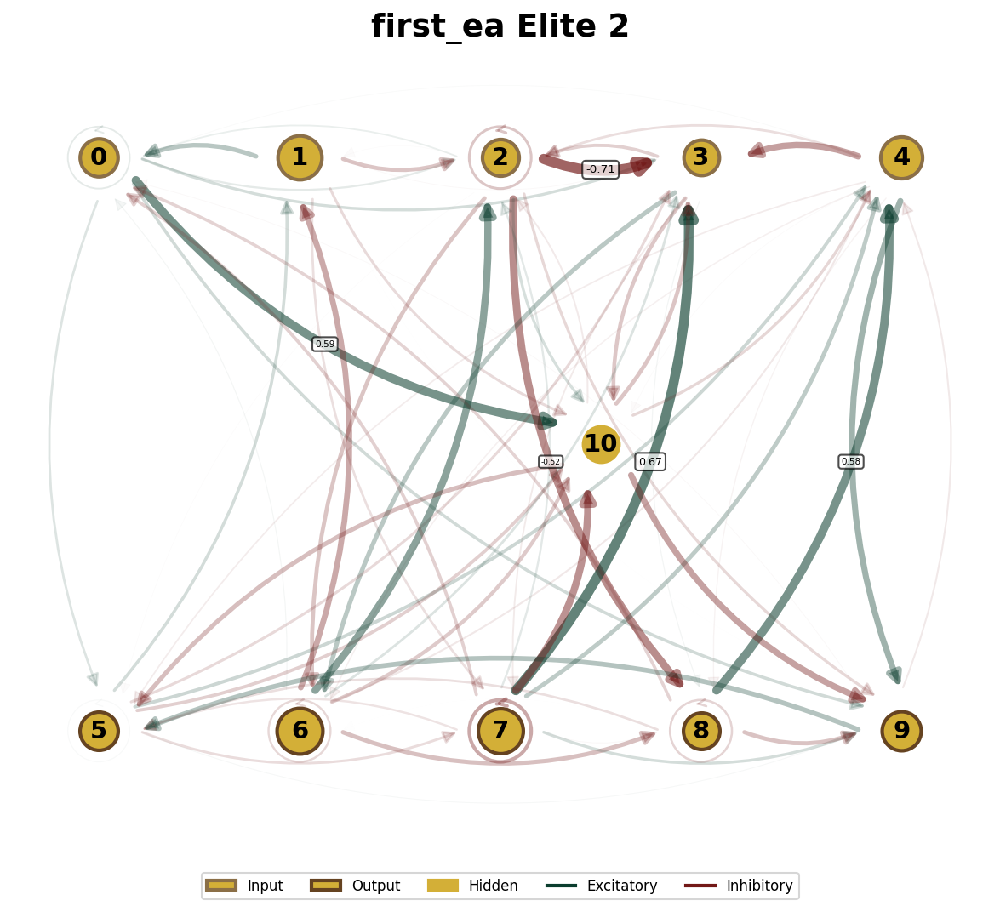 first_ea Elite 2
0 1 2 3 4
-0.71
0.59
10
-0.52 0.67 0.58
5 6 7 8 9
Input Output Hidden Excitatory Inhibitory